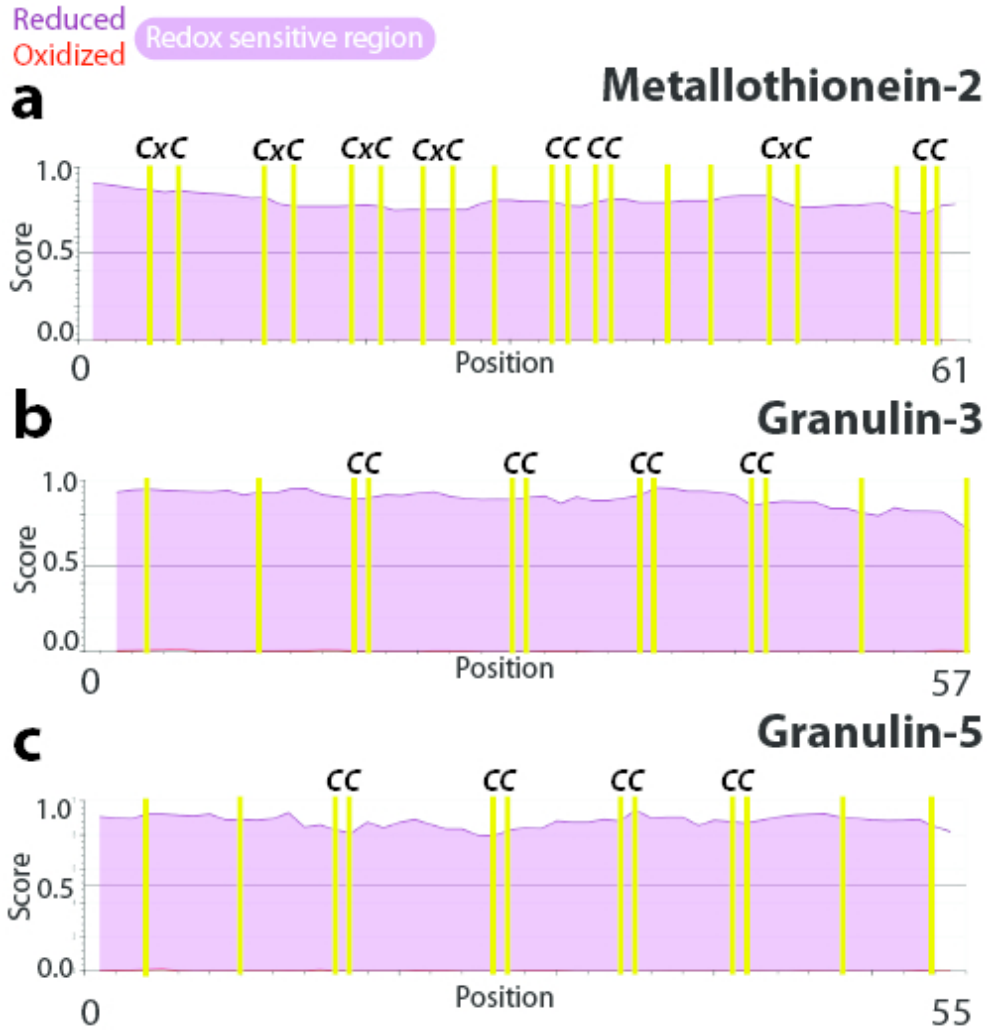 Reduced
Oxidized
Redox sensitive region
a
Metallothionein-2
CxC CxC CxC CxC CC CC CxC CC
1.0
0.5
0.0
Score
Position
0
61
b
Granulin-3
CC CC CC CC
1.0
0.5
0.0
Score
Position
0
57
c
Granulin-5
CC CC CC CC
1.0
0.5
0.0
Score
Position
0
55